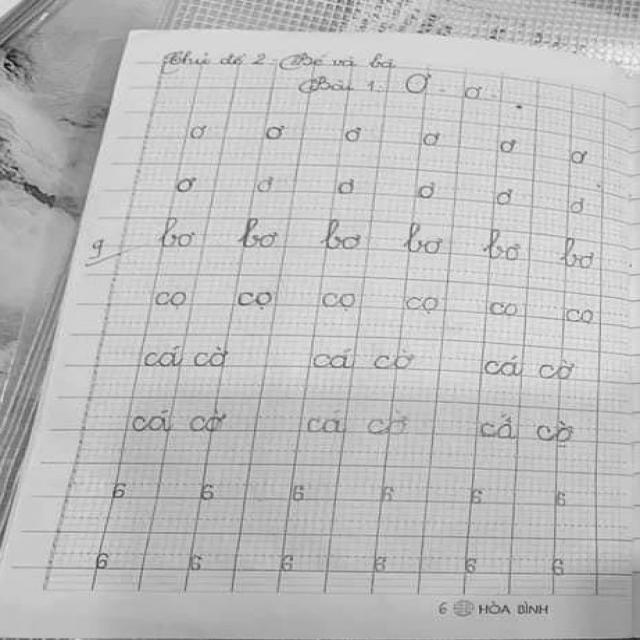 Chủ đề 2: Bé và bà
Bài 1: Ơ - ơ
ơ ơ ơ ơ ơ ơ
ơ ơ ơ ơ ơ ơ
9 bơ bơ bơ bơ bơ bơ
cọ cọ cọ cọ cọ cọ
cá cờ cá cờ cá cờ
cá cờ cá cờ cá cờ
6 6 6 6 6 6
6 6 6 6 6 6
6 HÒA BÌNH